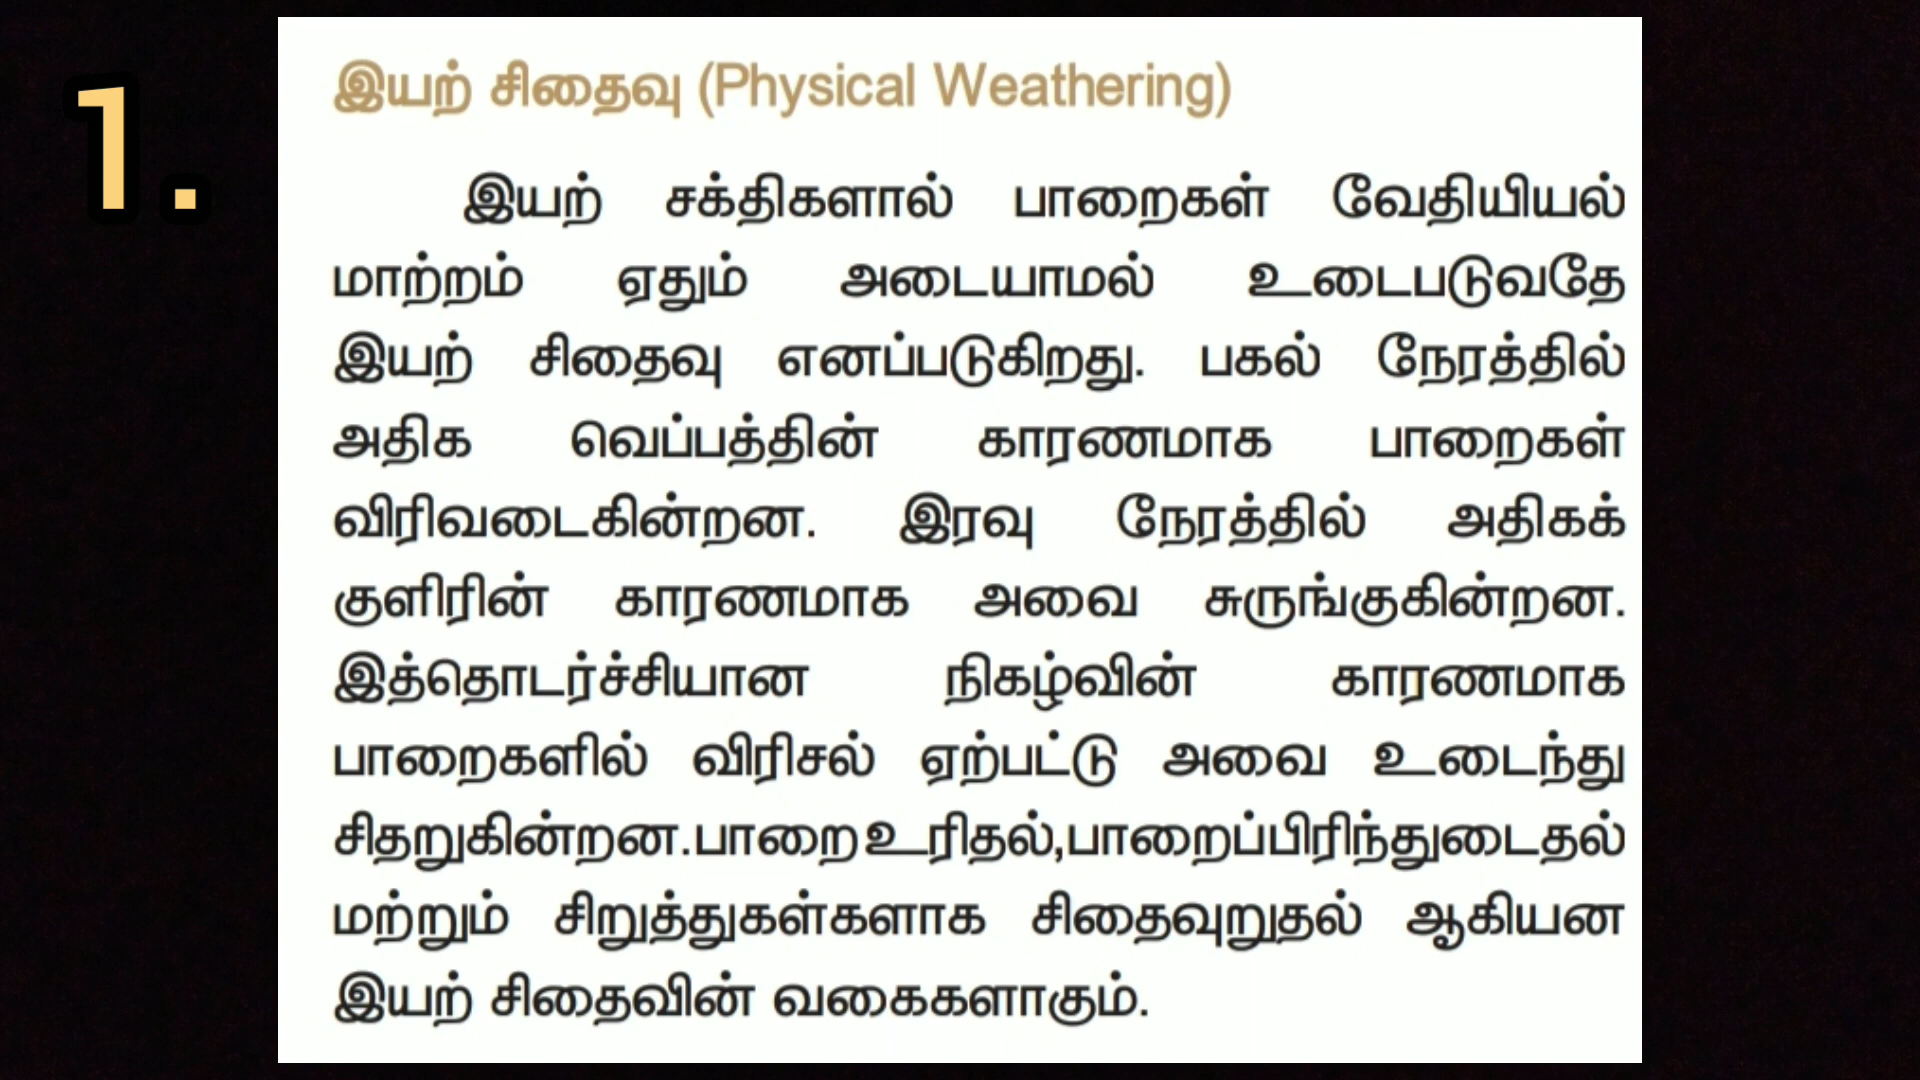 1.
இயற் சிதைவு (Physical Weathering)
இயற் சக்திகளால் பாறைகள் வேதியியல்
மாற்றம் ஏதும் அடையாமல் உடைபடுவதே
இயற் சிதைவு எனப்படுகிறது. பகல் நேரத்தில்
அதிக வெப்பத்தின் காரணமாக பாறைகள்
விரிவடைகின்றன. இரவு நேரத்தில் அதிகக்
குளிரின் காரணமாக அவை சுருங்குகின்றன.
இத்தொடர்ச்சியான நிகழ்வின் காரணமாக
பாறைகளில் விரிசல் ஏற்பட்டு அவை உடைந்து
சிதறுகின்றன.பாறை உரிதல்,பாறைப்பிரிந்துடைதல்
மற்றும் சிறுத்துகள்களாக சிதைவுறுதல் ஆகியன
இயற் சிதைவின் வகைகளாகும்.